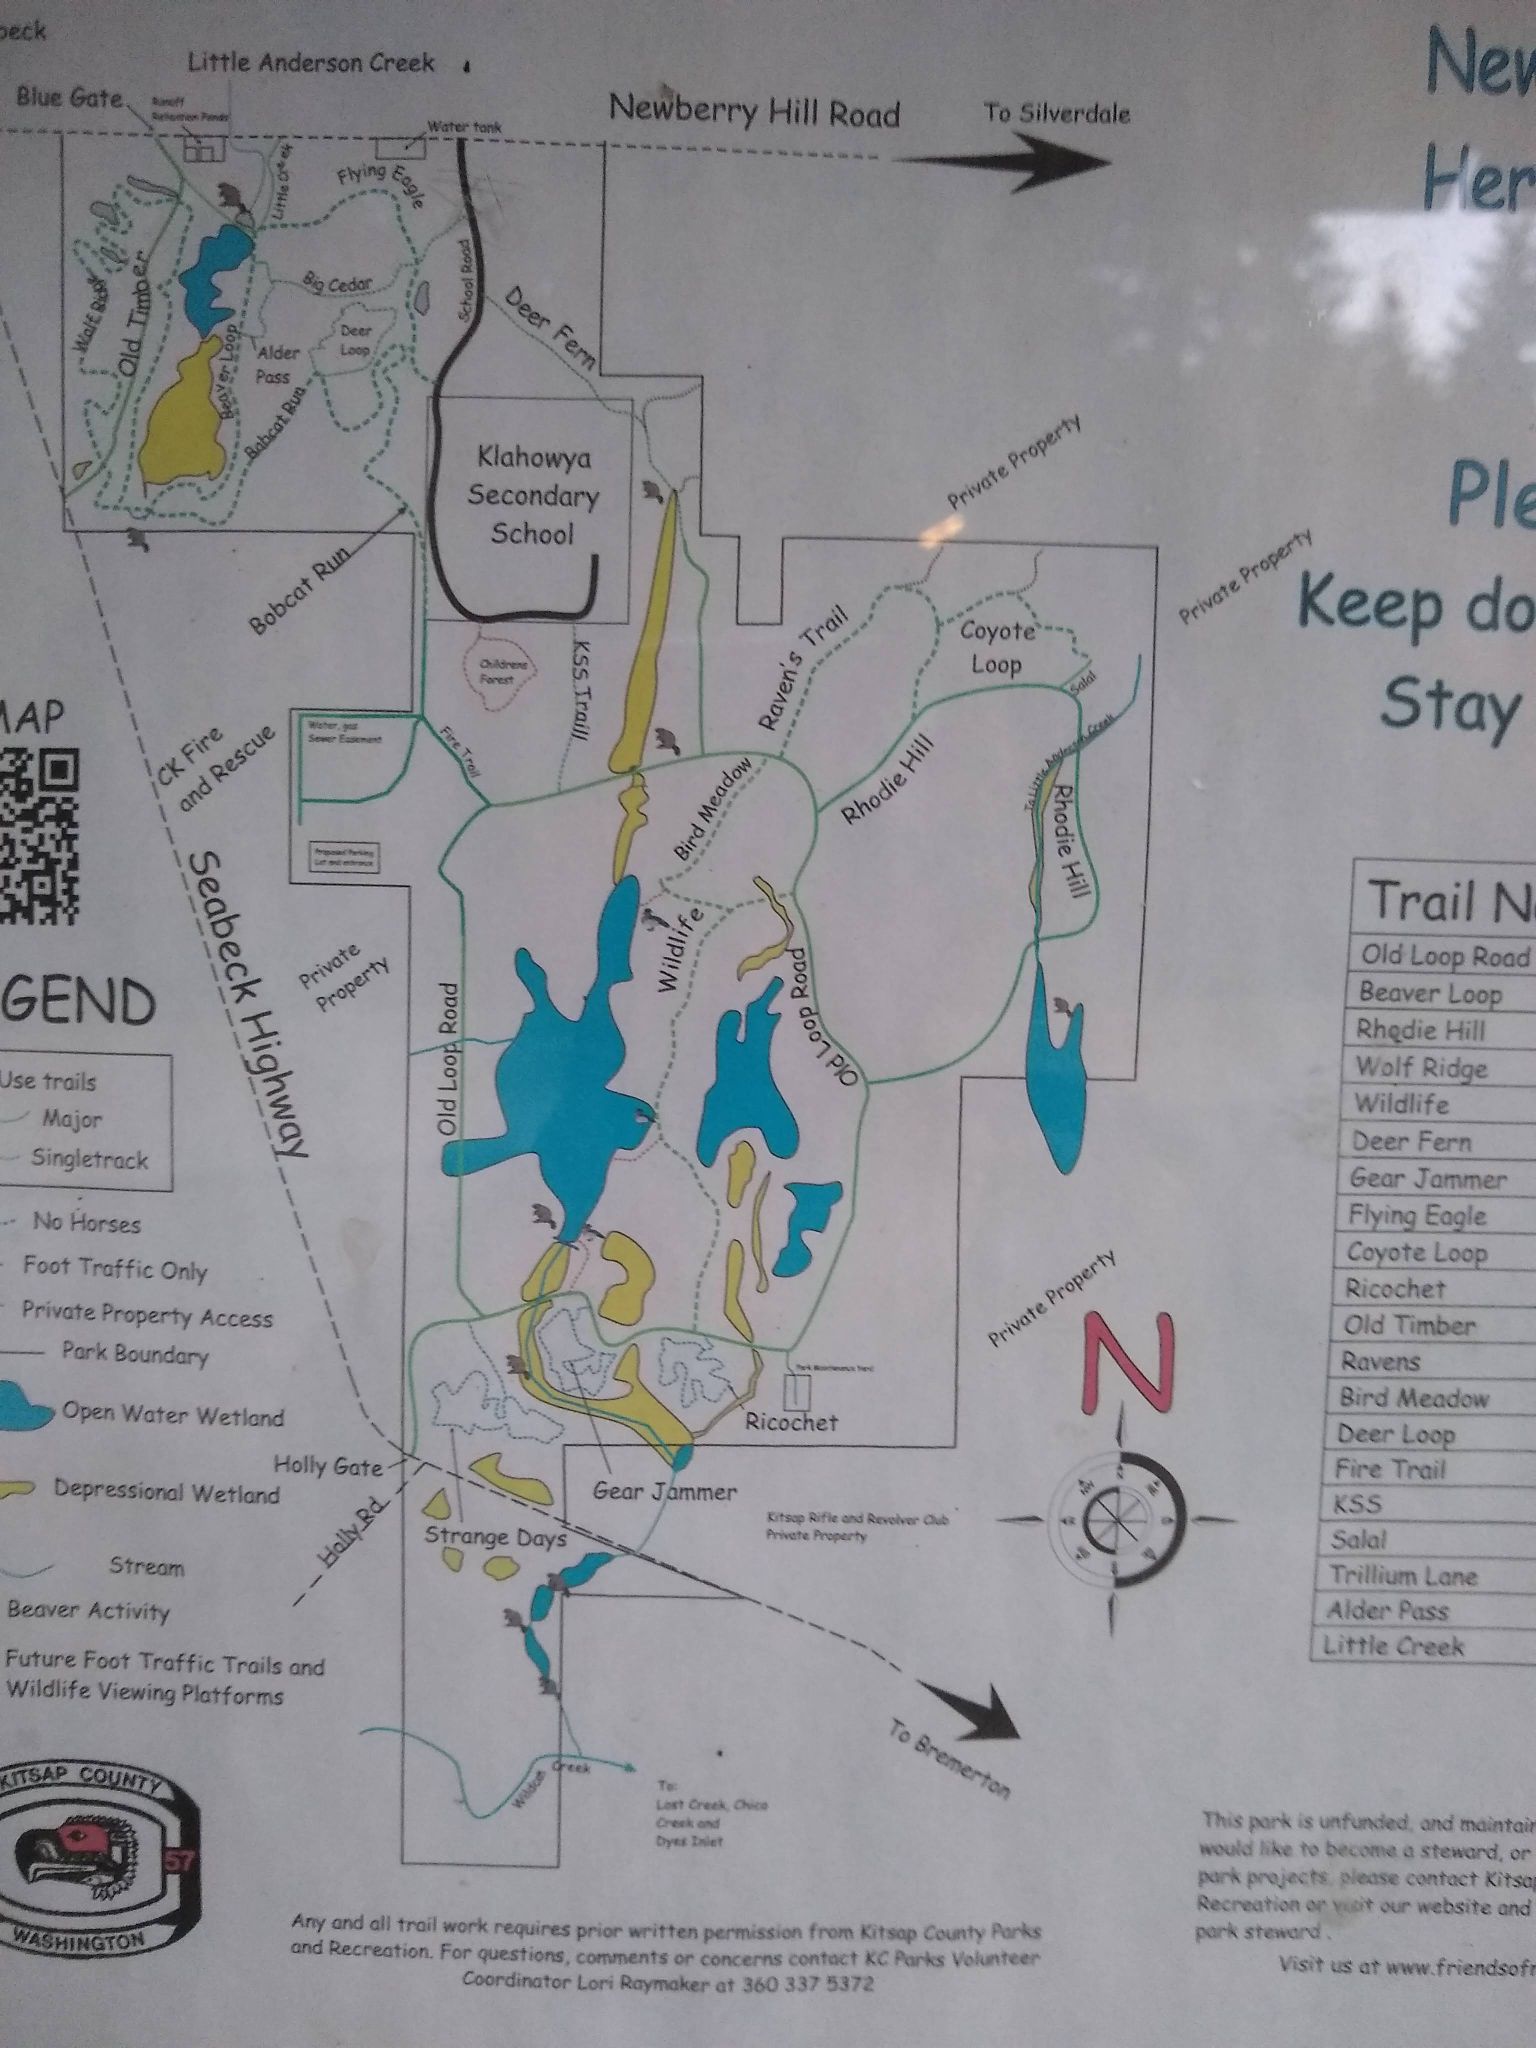 Little Anderson Creek
Blue Gate
Runoff
Retention Ponds
Water tank
Newberry Hill Road
To Silverdale
New
Her
Little Creek
Flying Eagle
School Road
Big Cedar
Old Timber
Deer
Loop
Alder
Pass
Beaver Loop
Bobcat Run
Deer Fern
Klahowya
Secondary
School
Private Property
Private Property
Ple
Keep do
Stay
Bobcat Run
Childrens
Forest
KSS Traill
Raven's Trail
Coyote
Loop
Salal
MAP
CK Fire
and Rescue
Water, gas
Sewer Easement
Fire Trail
Bird Meadow
Rhodie Hill
To Little Anderson Creek
Rhodie Hill
Proposed Parking
Lot and entrance
Seabeck Highway
Private
Property
Wildlife
Old Loop Road
Old Loop Road
GEND
Use trails
Major
Singletrack
No Horses
Foot Traffic Only
Private Property Access
Park Boundary
Open Water Wetland
Depressional Wetland
Stream
Beaver Activity
Future Foot Traffic Trails and
Wildlife Viewing Platforms
Trail N
Old Loop Road
Beaver Loop
Rhodie Hill
Wolf Ridge
Wildlife
Deer Fern
Gear Jammer
Flying Eagle
Coyote Loop
Ricochet
Old Timber
Ravens
Bird Meadow
Deer Loop
Fire Trail
KSS
Salal
Trillium Lane
Alder Pass
Little Creek
Private Property
N
Park Maintenance Yard
Ricochet
Holly Gate
Holly Rd
Gear Jammer
Strange Days
Kitsap Rifle and Revolver Club
Private Property
To Bremerton
Wildcat Creek
To:
Lost Creek, Chico
Creek and
Dyes Inlet
KITSAP COUNTY
57
WASHINGTON
Any and all trail work requires prior written permission from Kitsap County Parks
and Recreation. For questions, comments or concerns contact KC Parks Volunteer
Coordinator Lori Raymaker at 360 337 5372
This park is unfunded, and maintain
would like to become a steward, or
park projects, please contact Kitsap
Recreation or visit our website and
park steward .
Visit us at www.friendsofn